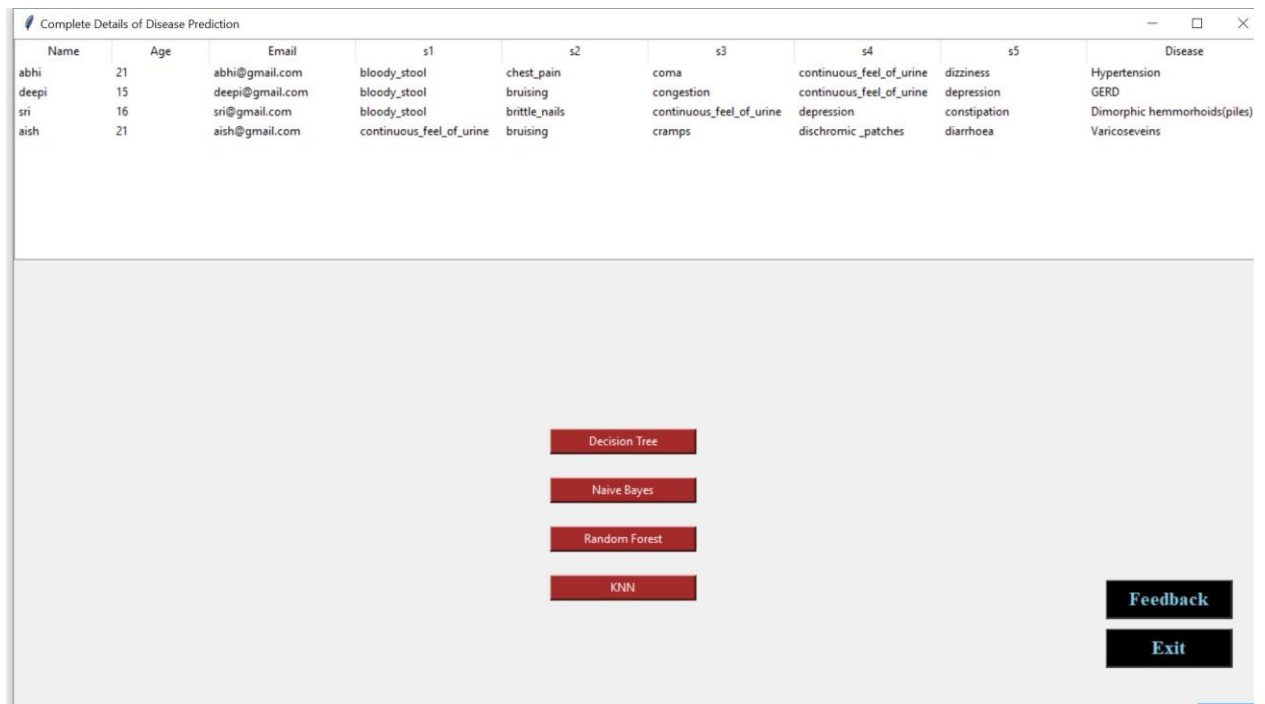 Complete Details of Disease Prediction
Name Age Email s1 s2 s3 s4 s5 Disease
abhi 21 abhi@gmail.com bloody_stool chest_pain coma continuous_feel_of_urine dizziness Hypertension
deepi 15 deepi@gmail.com bloody_stool bruising congestion continuous_feel_of_urine depression GERD
sri 16 sri@gmail.com bloody_stool brittle_nails continuous_feel_of_urine depression constipation Dimorphic hemmorhoids(piles)
aish 21 aish@gmail.com continuous_feel_of_urine bruising cramps dischromic _patches diarrhoea Varicoseveins
Decision Tree
Naive Bayes
Random Forest
KNN
Feedback
Exit